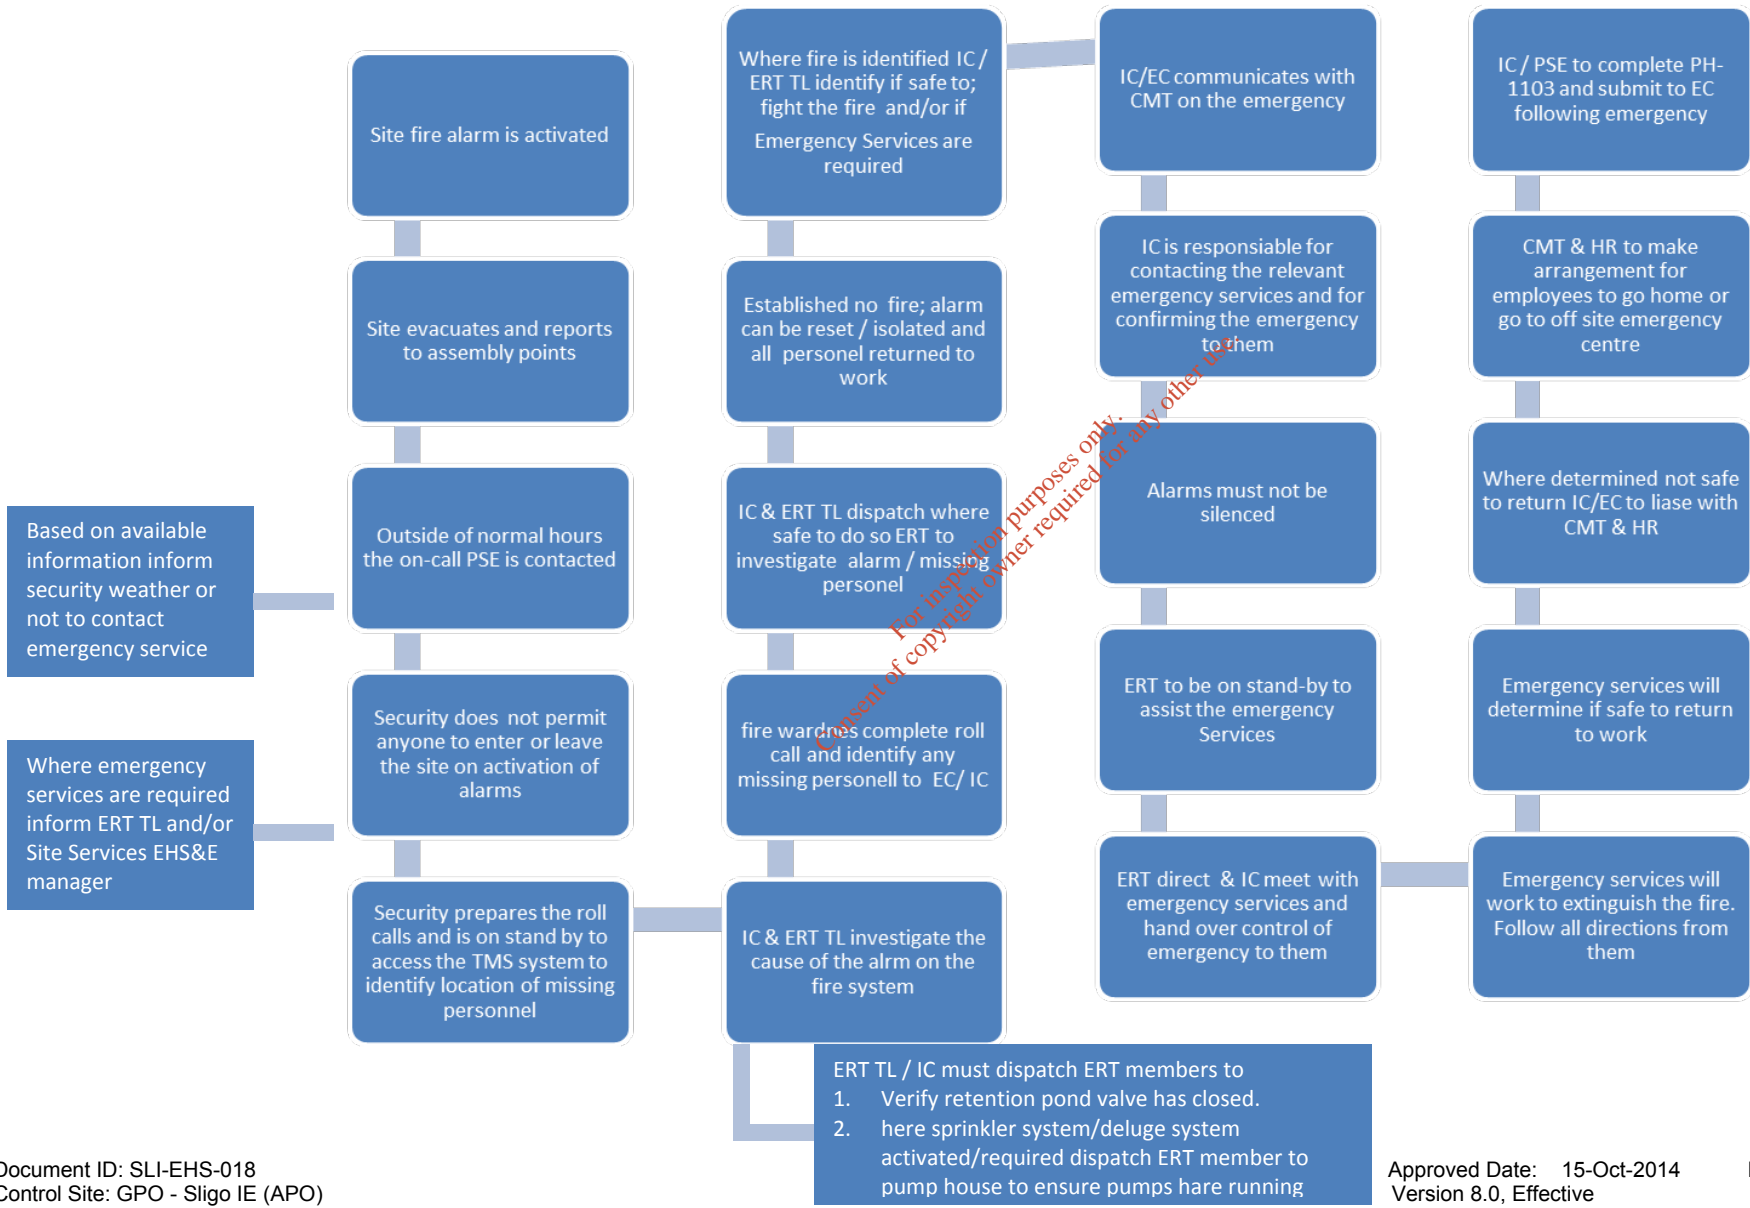 Site fire alarm is activated
Site evacuates and reports
to assembly points
Outside of normal hours
the on-call PSE is contacted
Based on available
information inform
security weather or
not to contact
emergency service
Security does not permit
anyone to enter or leave
the site on activation of
alarms
Where emergency
services are required
inform ERT TL and/or
Site Services EHS&E
manager
Security prepares the roll
calls and is on stand by to
access the TMS system to
identify location of missing
personnel
IC & ERT TL investigate the
cause of the alrm on the
fire system
ERT TL / IC must dispatch ERT members to
1. Verify retention pond valve has closed.
2. here sprinkler system/deluge system
activated/required dispatch ERT member to
pump house to ensure pumps hare running
fire wardnes complete roll
call and identify any
missing personell to EC/ IC
IC & ERT TL dispatch where
safe to do so ERT to
investigate alarm / missing
personel
Established no fire; alarm
can be reset / isolated and
all personel returned to
work
Where fire is identified IC /
ERT TL identify if safe to;
fight the fire and/or if
Emergency Services are
required
IC/EC communicates with
CMT on the emergency
IC is responsiable for
contacting the relevant
emergency services and for
confirming the emergency
to them
Alarms must not be
silenced
ERT to be on stand-by to
assist the emergency
Services
ERT direct & IC meet with
emergency services and
hand over control of
emergency to them
Emergency services will
work to extinguish the fire.
Follow all directions from
them
Emergency services will
determine if safe to return
to work
Where determined not safe
to return IC/EC to liase with
CMT & HR
CMT & HR to make
arrangement for
employees to go home or
go to off site emergency
centre
IC / PSE to complete PH-
1103 and submit to EC
following emergency
For inspection purposes only.
Consent of copyright owner required for any other use.
Document ID: SLI-EHS-018
Control Site: GPO - Sligo IE (APO)
Approved Date: 15-Oct-2014
Version 8.0, Effective